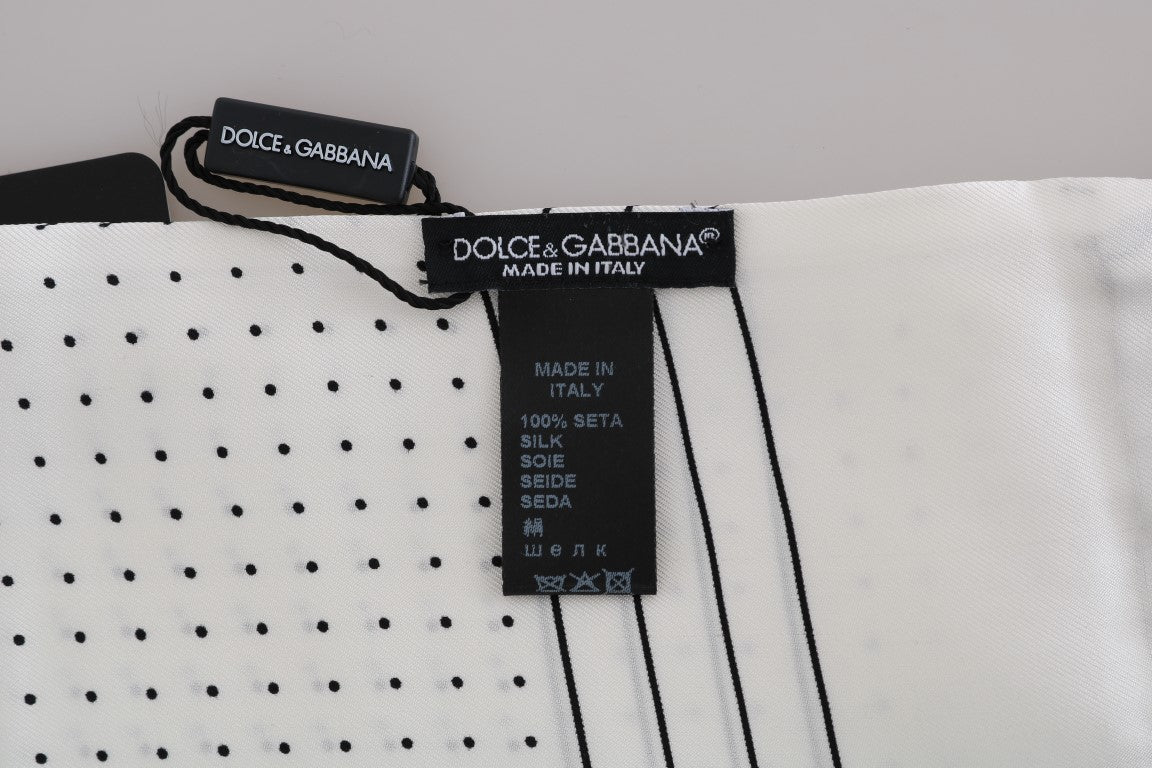 DOLCE & GABBANA
DOLCE & GABBANA
MADE IN ITALY
MADE IN
ITALY
100% SETA
SILK
SOIE
SEIDE
SEDA
絹
шелк